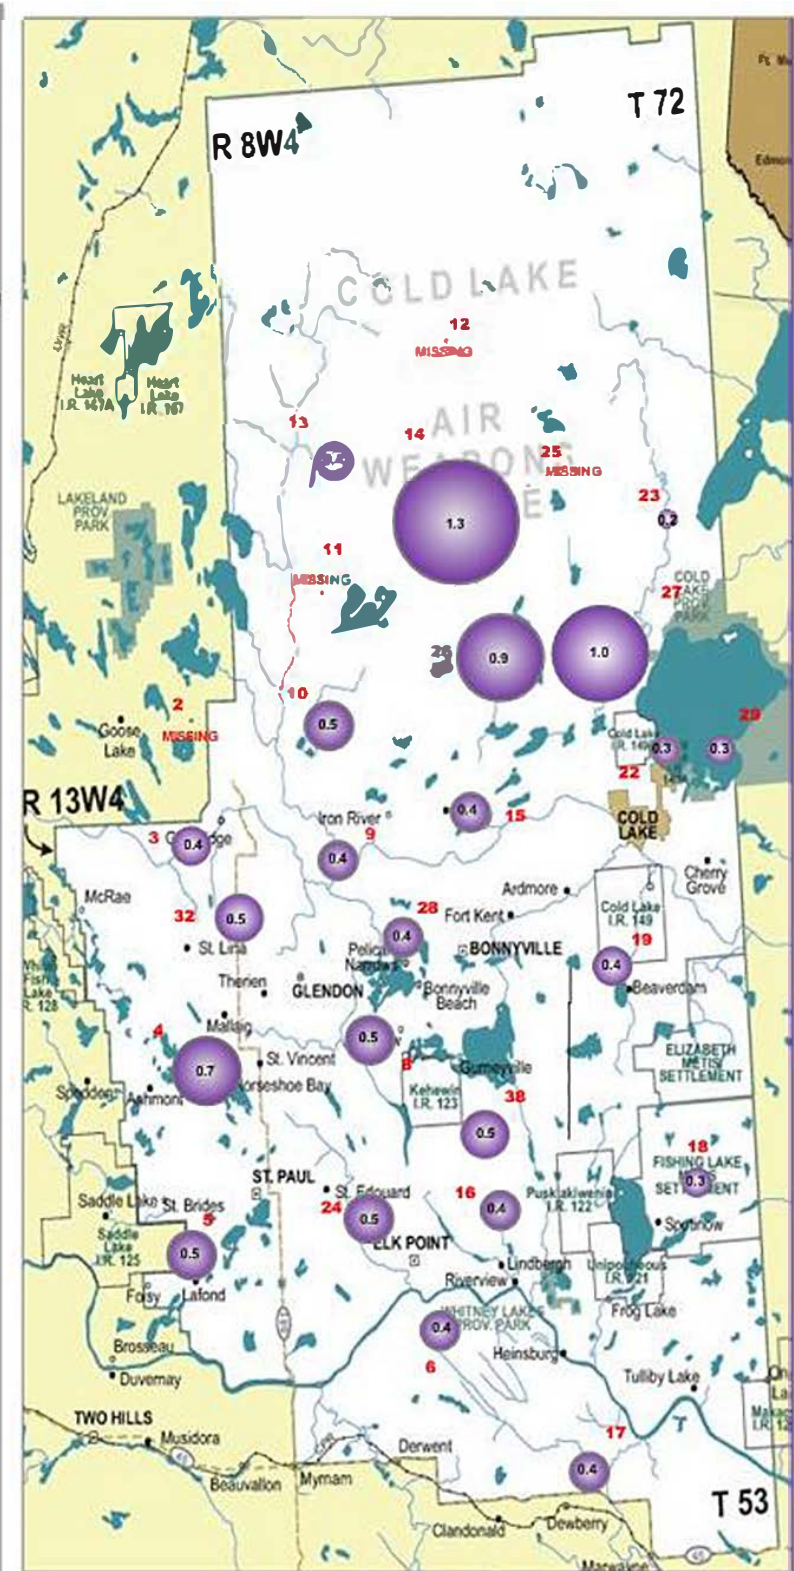 T 72
R 8W4
COLD LAKE
12
MISSING
Heart
Lake
I.R. 167A
Heart
Lake
I.R. 167
13
14
AIR
WEAPONS
25
MISSING
23
0.2
LAKELAND
PROV
PARK
1.3
11
MISSING
27
COLD
LAKE
PROV
PARK
26
0.9
1.0
10
2
MISSING
Goose
Lake
0.5
29
Cold Lake
0.3
0.3
22
R 13W4
Iron River
9
0.4
15
COLD
LAKE
3
0.4
0.4
Cherry
Grove
McRae
Ardmore
Cold Lake
I.R. 149
32
0.5
28
Fort Kent
0.4
19
St. Lina
Pelican
Narrows
BONNYVILLE
0.4
Therien
GLENDON
Bonnyville
Beach
Beaverdam
Lake
R. 128
Mallaig
4
0.5
St. Vincent
8
0.7
Gurneyville
ELIZABETH
METIS
SETTLEMENT
Ashmont
orseshoe Bay
Kehewin
I.R. 123
38
0.5
18
FISHING LAKE
0.3
ST. PAUL
St. Edouard
16
Saddle Lake
St. Brides
24
0.5
0.4
I.R. 122
5
Saddle
Lake
I.R. 125
ELK POINT
0.5
Lindbergh
Foisy
Lafond
Riverview
Frog Lake
WHITNEY LAKES
PROV. PARK
0.4
Brosseau
Heinsburg
6
Duvernay
Tulliby Lake
TWO HILLS
Musidora
17
Derwent
0.4
Beauvallon
Myrnam
T 53
Clandonald
Dewberry
45